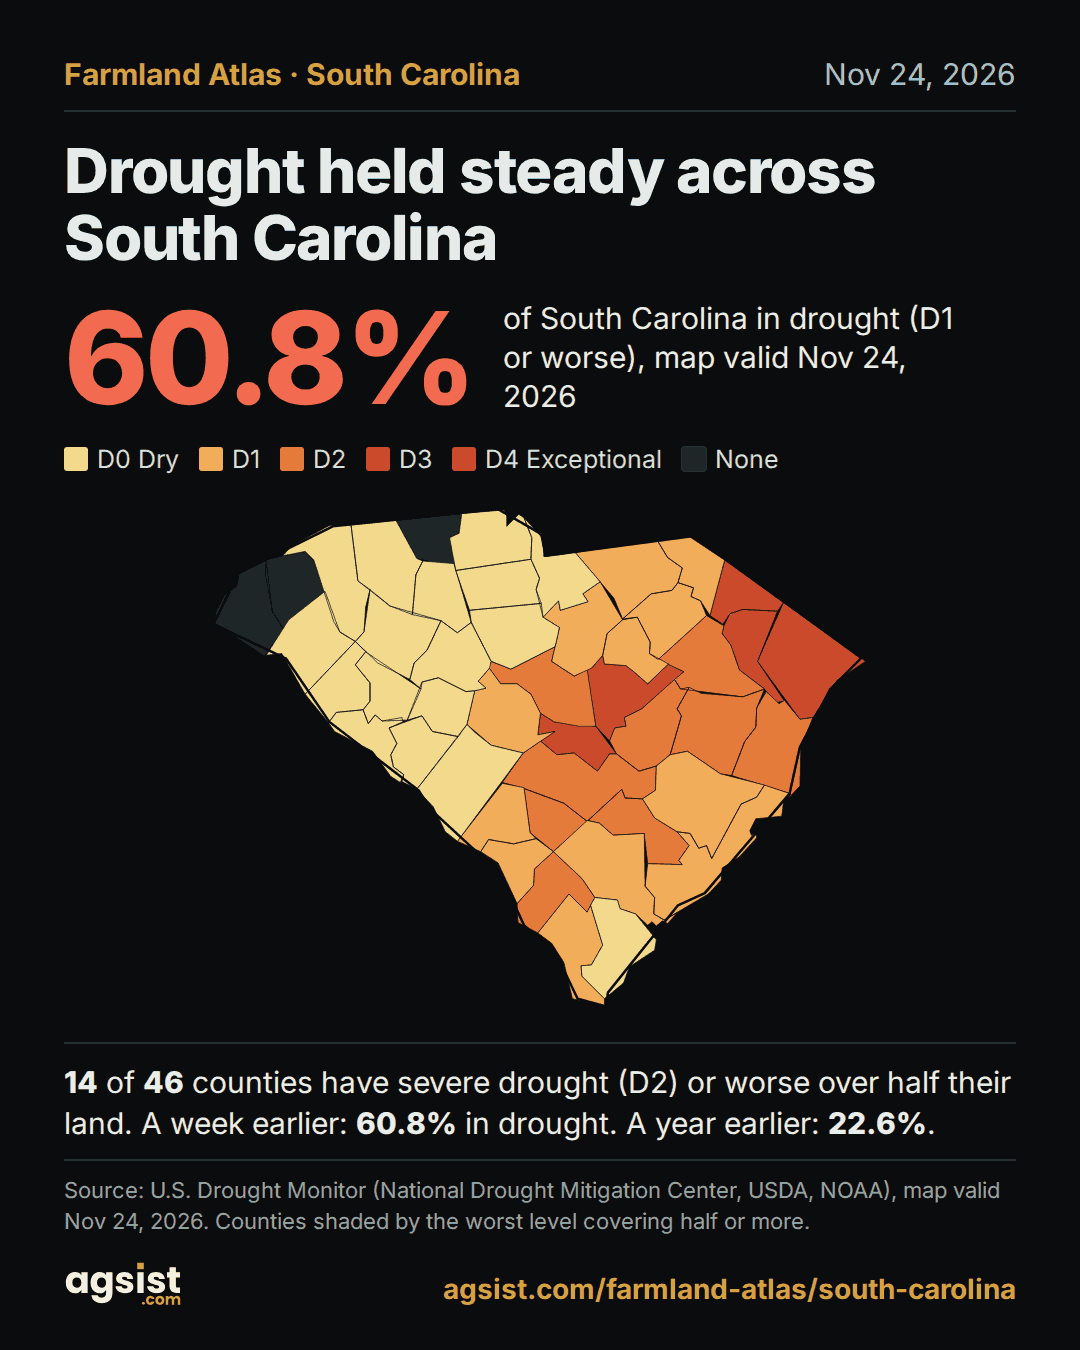 Farmland Atlas · South Carolina
Nov 24, 2026
Drought held steady across
South Carolina
60.8%
of South Carolina in drought (D1
or worse), map valid Nov 24,
2026
D0 Dry D1 D2 D3 D4 Exceptional None
14 of 46 counties have severe drought (D2) or worse over half their
land. A week earlier: 60.8% in drought. A year earlier: 22.6%.
Source: U.S. Drought Monitor (National Drought Mitigation Center, USDA, NOAA), map valid
Nov 24, 2026. Counties shaded by the worst level covering half or more.
agsist
.com
agsist.com/farmland-atlas/south-carolina